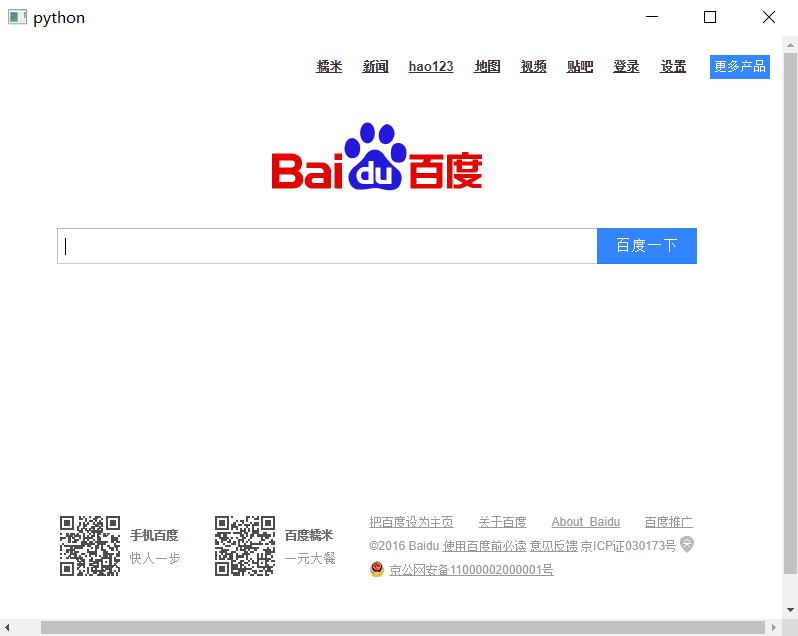 python
糯米 新闻 hao123 地图 视频 贴吧 登录 设置 更多产品
Bai du 百度
百度一下
手机百度
快人一步
百度糯米
一元大餐
把百度设为主页 关于百度 About Baidu 百度推广
©2016 Baidu 使用百度前必读 意见反馈 京ICP证030173号
京公网安备11000002000001号